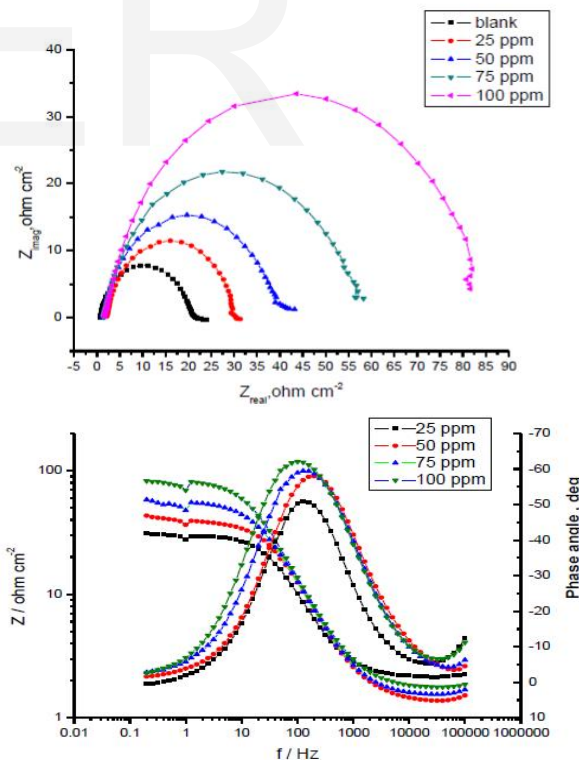 ER
blank
25 ppm
50 ppm
75 ppm
100 ppm
40
30
20
10
0
Z_imag, ohm cm^-2
-5 0 5 10 15 20 25 30 35 40 45 50 55 60 65 70 75 80 85 90
Z_real, ohm cm^-2
25 ppm
50 ppm
75 ppm
100 ppm
100
10
1
Z / ohm cm^-2
-70
-60
-50
-40
-30
-20
-10
0
10
Phase angle , deg
0.01 0.1 1 10 100 1000 10000 100000 1000000
f / Hz